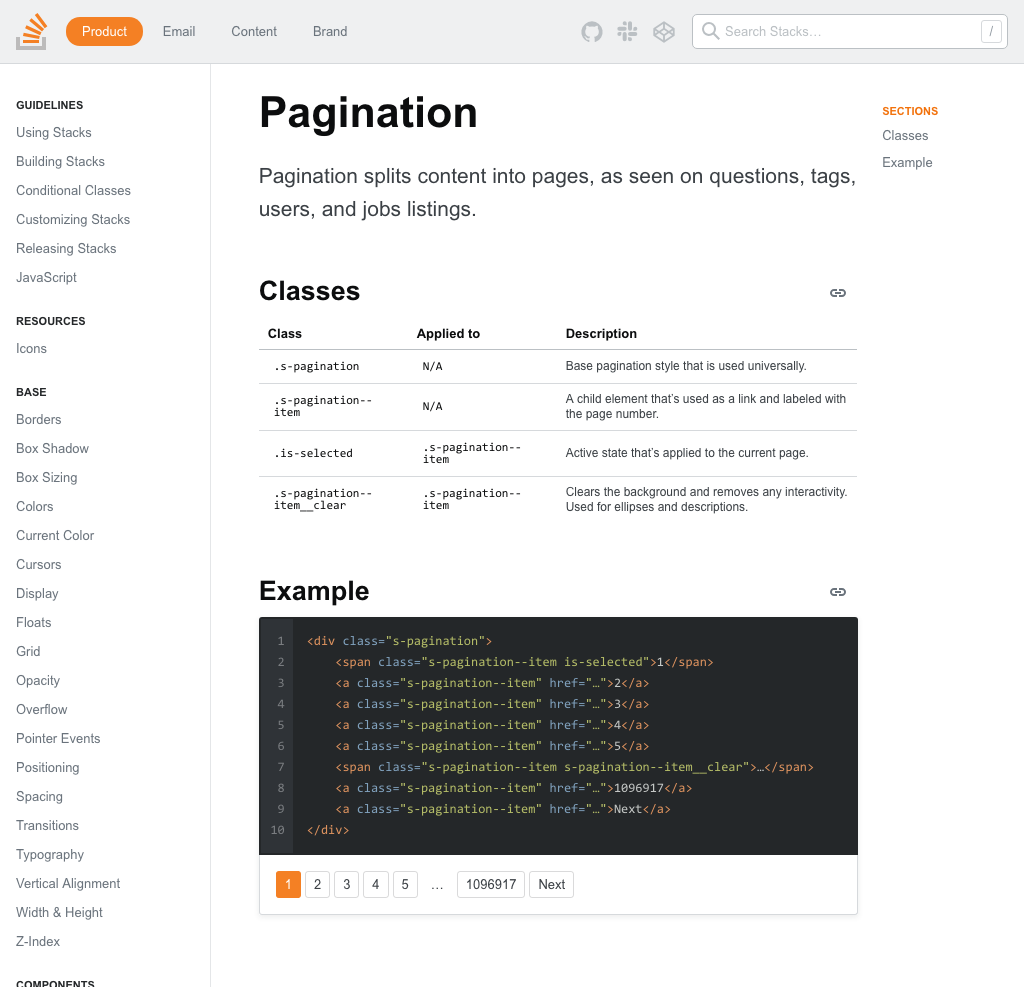 Product Email Content Brand Search Stacks… /
GUIDELINES
Using Stacks
Building Stacks
Conditional Classes
Customizing Stacks
Releasing Stacks
JavaScript
RESOURCES
Icons
BASE
Borders
Box Shadow
Box Sizing
Colors
Current Color
Cursors
Display
Floats
Grid
Opacity
Overflow
Pointer Events
Positioning
Spacing
Transitions
Typography
Vertical Alignment
Width & Height
Z-Index
COMPONENTS
Pagination
Pagination splits content into pages, as seen on questions, tags,
users, and jobs listings.
Classes
Class Applied to Description
.s-pagination N/A Base pagination style that is used universally.
.s-pagination--
item
N/A
A child element that’s used as a link and labeled with
the page number.
.is-selected
.s-pagination--
item
Active state that’s applied to the current page.
.s-pagination--
item__clear
.s-pagination--
item
Clears the background and removes any interactivity.
Used for ellipses and descriptions.
Example
1 <div class="s-pagination">
2 <span class="s-pagination--item is-selected">1</span>
3 <a class="s-pagination--item" href="…">2</a>
4 <a class="s-pagination--item" href="…">3</a>
5 <a class="s-pagination--item" href="…">4</a>
6 <a class="s-pagination--item" href="…">5</a>
7 <span class="s-pagination--item s-pagination--item__clear">…</span>
8 <a class="s-pagination--item" href="…">1096917</a>
9 <a class="s-pagination--item" href="…">Next</a>
10 </div>
1 2 3 4 5 … 1096917 Next
SECTIONS
Classes
Example